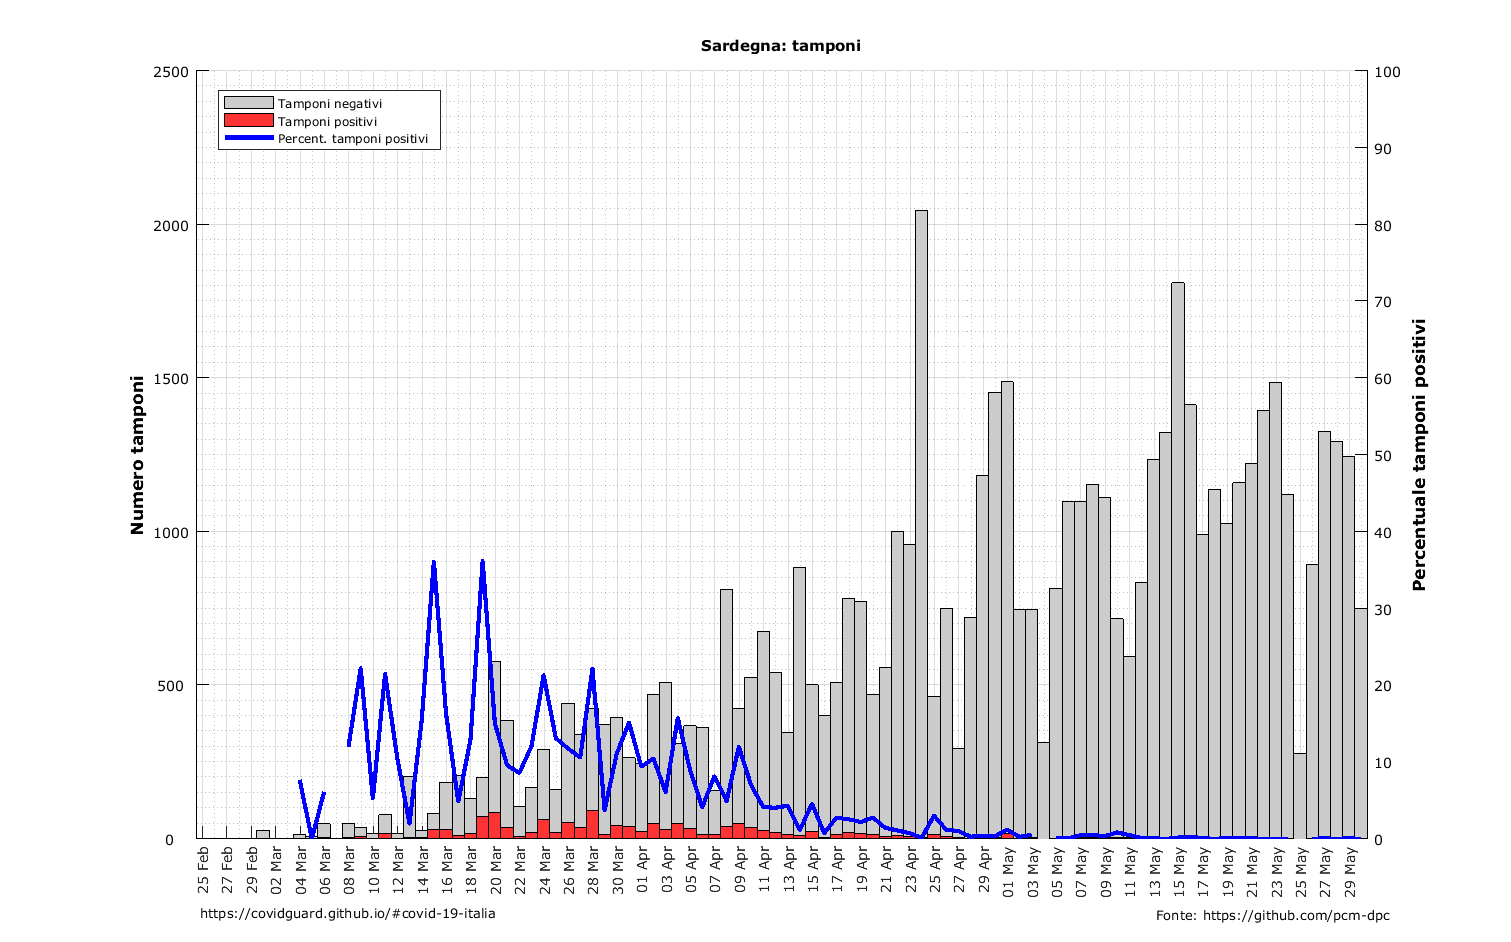 Sardegna: tamponi
Tamponi negativi
Tamponi positivi
Percent. tamponi positivi
Numero tamponi
2500
2000
1500
1000
500
0
100
90
80
70
60
50
40
30
20
10
0
Percentuale tamponi positivi
25 Feb
27 Feb
29 Feb
02 Mar
04 Mar
06 Mar
08 Mar
10 Mar
12 Mar
14 Mar
16 Mar
18 Mar
20 Mar
22 Mar
24 Mar
26 Mar
28 Mar
30 Mar
01 Apr
03 Apr
05 Apr
07 Apr
09 Apr
11 Apr
13 Apr
15 Apr
17 Apr
19 Apr
21 Apr
23 Apr
25 Apr
27 Apr
29 Apr
01 May
03 May
05 May
07 May
09 May
11 May
13 May
15 May
17 May
19 May
21 May
23 May
25 May
27 May
29 May
https://covidguard.github.io/#covid-19-italia
Fonte: https://github.com/pcm-dpc